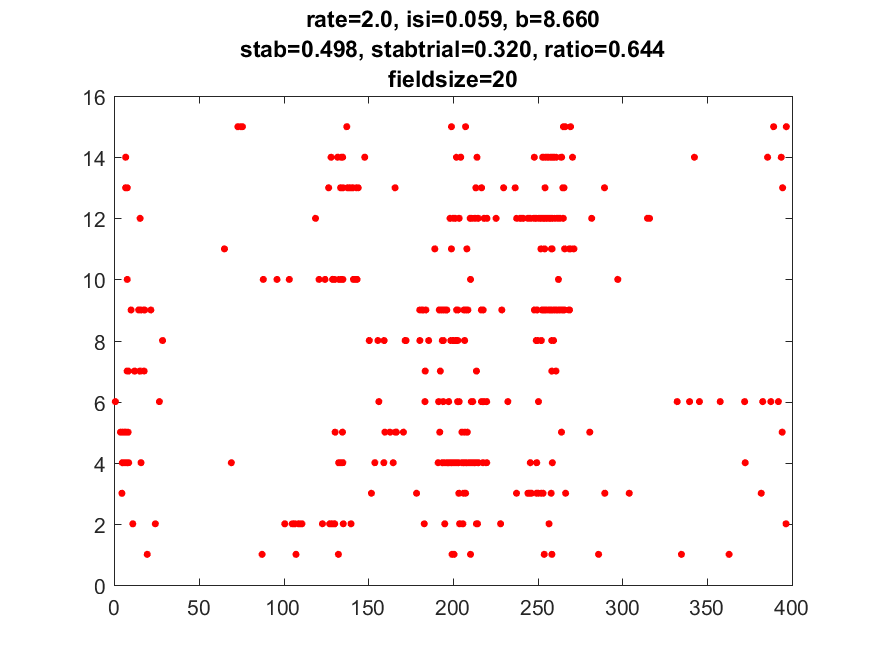 rate=2.0, isi=0.059, b=8.660
stab=0.498, stabtrial=0.320, ratio=0.644
fieldsize=20
16
14
12
10
8
6
4
2
0
0 50 100 150 200 250 300 350 400